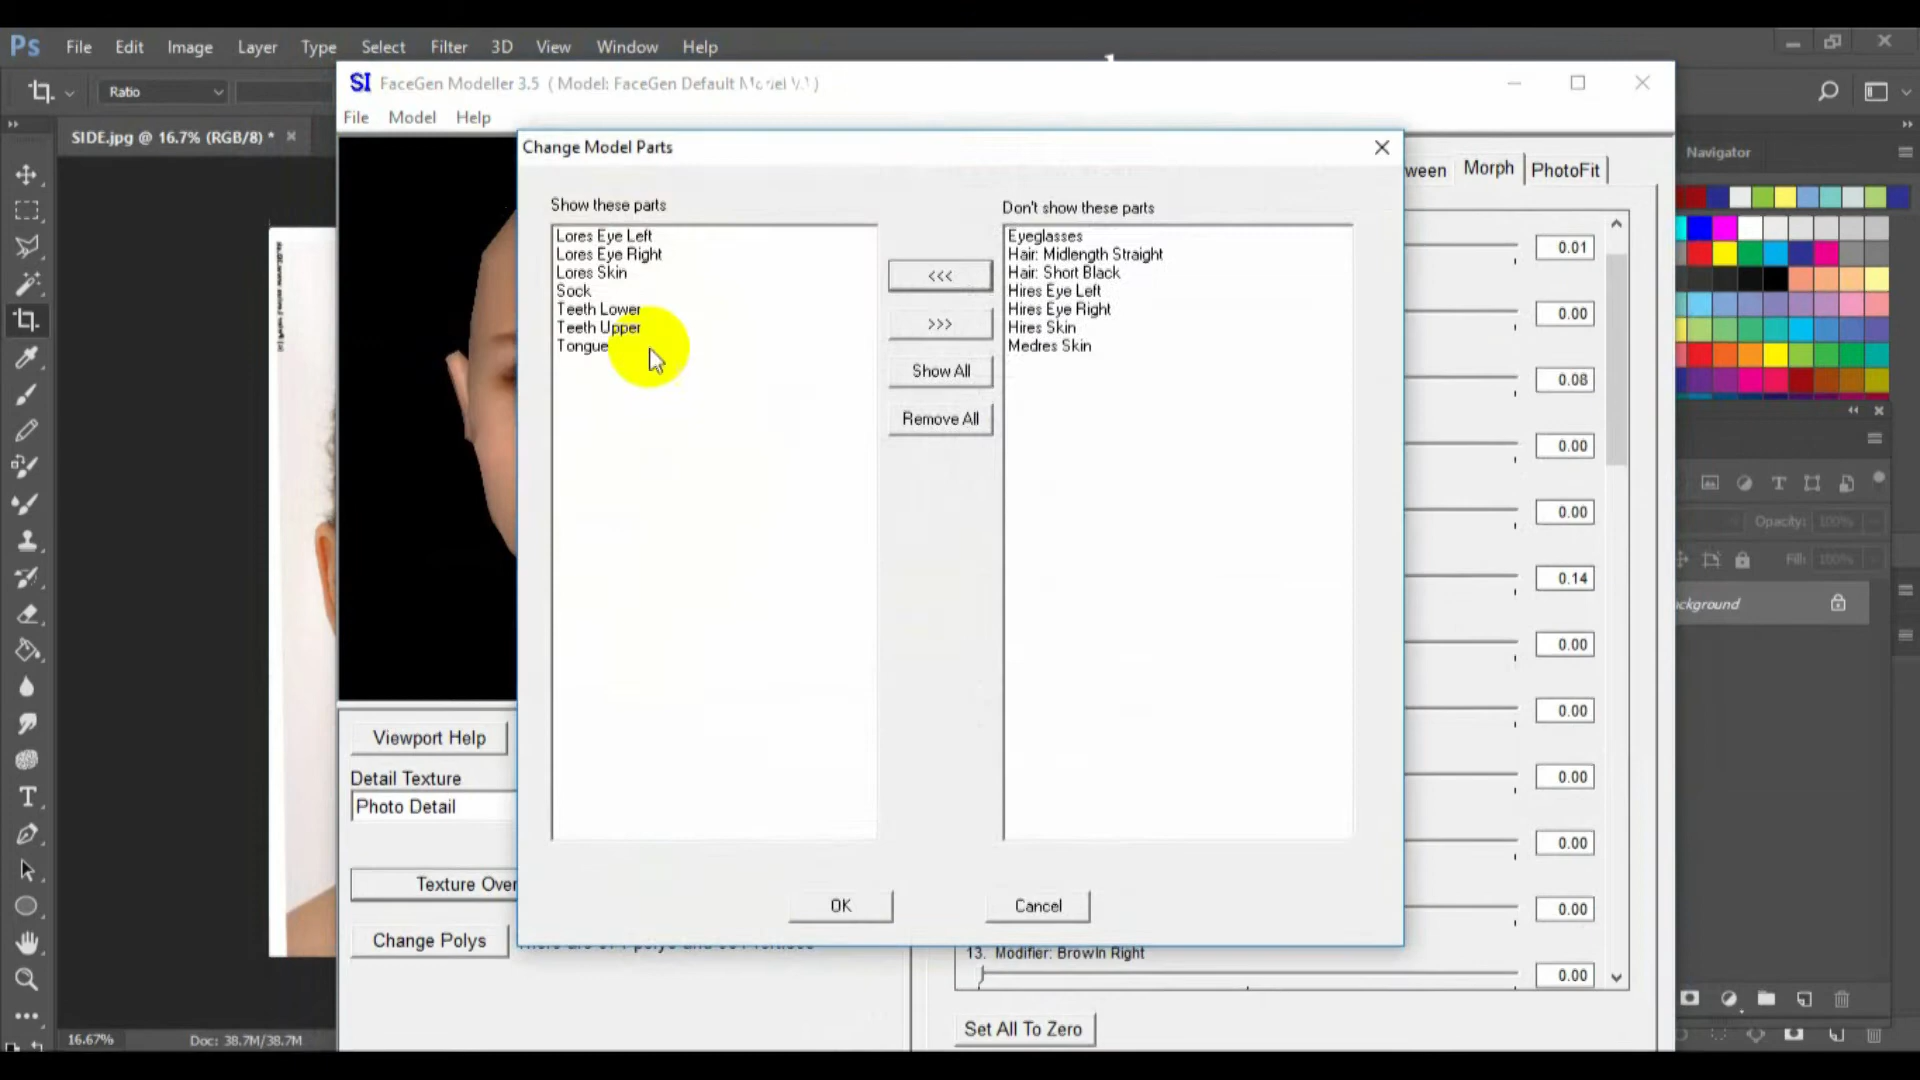 Ps File Edit Image Layer Type Select Filter 3D View Window Help
Ratio
SI FaceGen Modeller 3.5 ( Model: FaceGen Default Model
File Model Help
SIDE.jpg @ 16.7% (RGB/8) *
Change Model Parts
Navigator
ween Morph PhotoFit
Show these parts
Don't show these parts
Lores Eye Left
Lores Eye Right
Lores Skin
Sock
Teeth Lower
Teeth Upper
Tongue
<<<
>>>
Show All
Remove All
Eyeglasses
Hair: Midlength Straight
Hair: Short Black
Hires Eye Left
Hires Eye Right
Hires Skin
Medres Skin
0.01
0.00
0.08
0.00
0.00
0.14
0.00
0.00
0.00
0.00
0.00
0.00
Opacity: 100%
Fill: 100%
ckground
Viewport Help
Detail Texture
Photo Detail
Texture Over
Change Polys
OK
Cancel
13. Modifier: BrowIn Right
Set All To Zero
16.67% Doc: 38.7M/38.7M